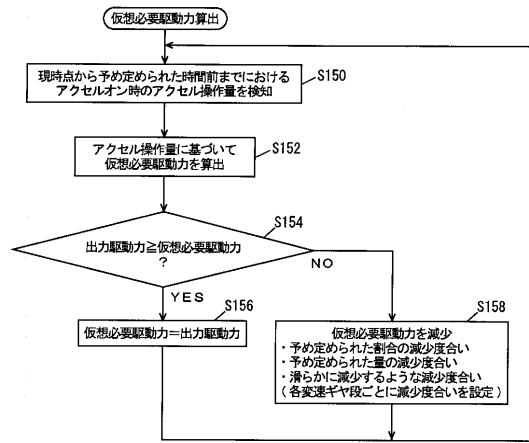 仮想必要駆動力算出
現時点から予め定められた時間前までにおける
アクセルオン時のアクセル操作量を検知
S150
アクセル操作量に基づいて
仮想必要駆動力を算出
S152
出力駆動力≧仮想必要駆動力
?
S154
NO
YES
仮想必要駆動力=出力駆動力
S156
仮想必要駆動力を減少
・予め定められた割合の減少度合い
・予め定められた量の減少度合い
・滑らかに減少するような減少度合い
(各変速ギヤ段ごとに減少度合いを設定)
S158